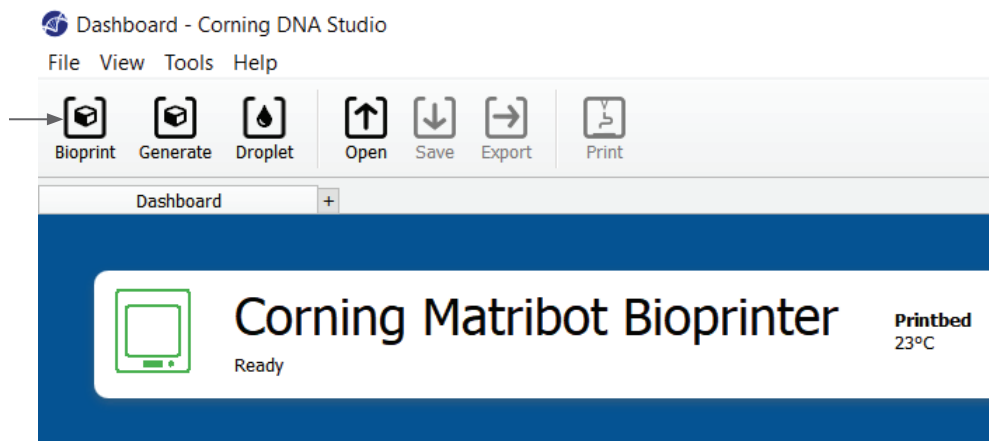 Dashboard - Corning DNA Studio
File View Tools Help
Bioprint Generate Droplet Open Save Export Print
Dashboard +
Corning Matribot Bioprinter
Ready
Printbed
23°C